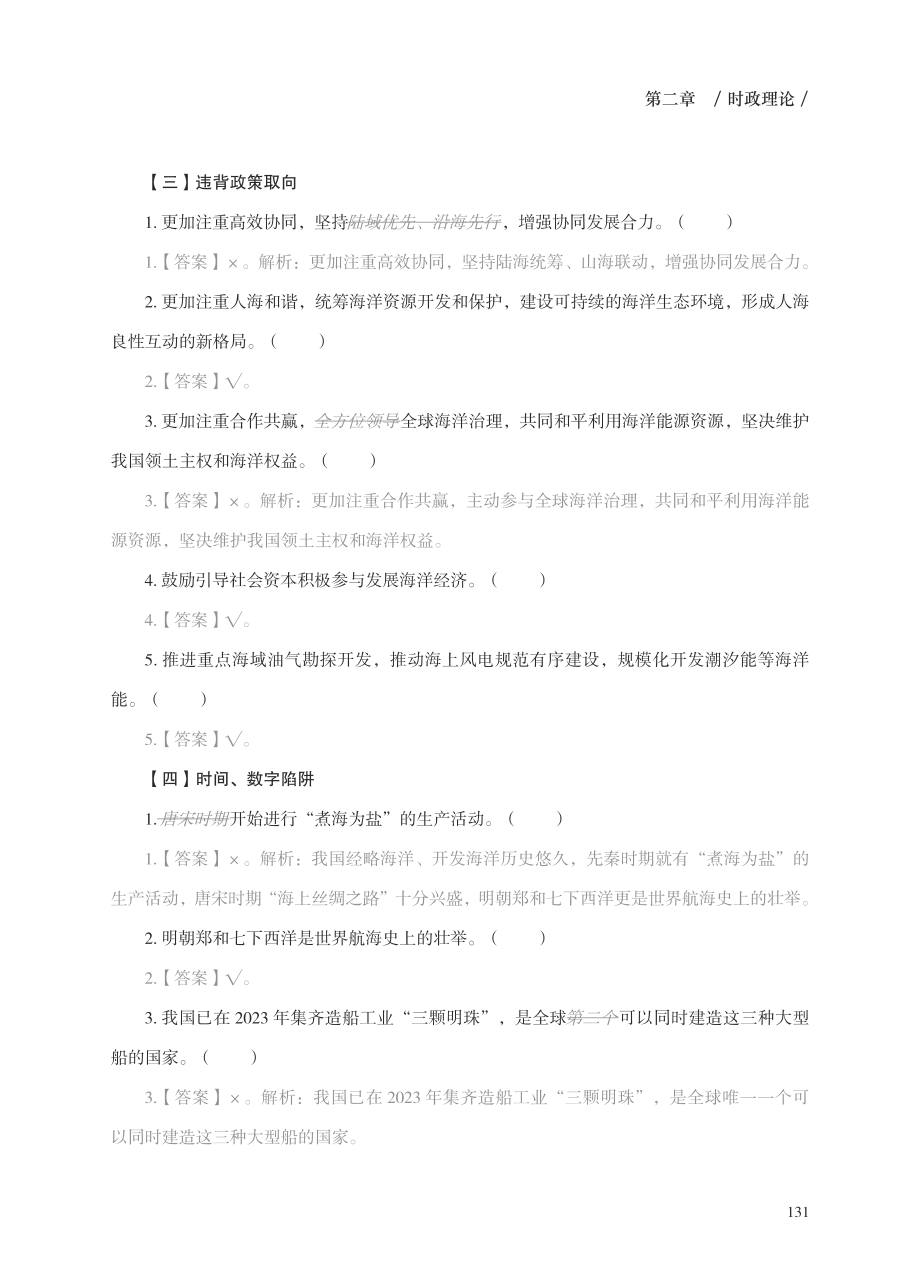 第二章 / 时政理论 /
【三】违背政策取向
1. 更加注重高效协同，坚持陆域优先、沿海先行，增强协同发展合力。（　　）
1.【答案】×。解析：更加注重高效协同，坚持陆海统筹、山海联动，增强协同发展合力。
2. 更加注重人海和谐，统筹海洋资源开发和保护，建设可持续的海洋生态环境，形成人海
良性互动的新格局。（　　）
2.【答案】√。
3. 更加注重合作共赢，全方位领导全球海洋治理，共同和平利用海洋能源资源，坚决维护
我国领土主权和海洋权益。（　　）
3.【答案】×。解析：更加注重合作共赢，主动参与全球海洋治理，共同和平利用海洋能
源资源，坚决维护我国领土主权和海洋权益。
4. 鼓励引导社会资本积极参与发展海洋经济。（　　）
4.【答案】√。
5. 推进重点海域油气勘探开发，推动海上风电规范有序建设，规模化开发潮汐能等海洋
能。（　　）
5.【答案】√。
【四】时间、数字陷阱
1. 唐宋时期开始进行“煮海为盐”的生产活动。（　　）
1.【答案】×。解析：我国经略海洋、开发海洋历史悠久，先秦时期就有“煮海为盐”的
生产活动，唐宋时期“海上丝绸之路”十分兴盛，明朝郑和七下西洋更是世界航海史上的壮举。
2. 明朝郑和七下西洋是世界航海史上的壮举。（　　）
2.【答案】√。
3. 我国已在 2023 年集齐造船工业“三颗明珠”，是全球第三个可以同时建造这三种大型
船的国家。（　　）
3.【答案】×。解析：我国已在 2023 年集齐造船工业“三颗明珠”，是全球唯一一个可
以同时建造这三种大型船的国家。
131